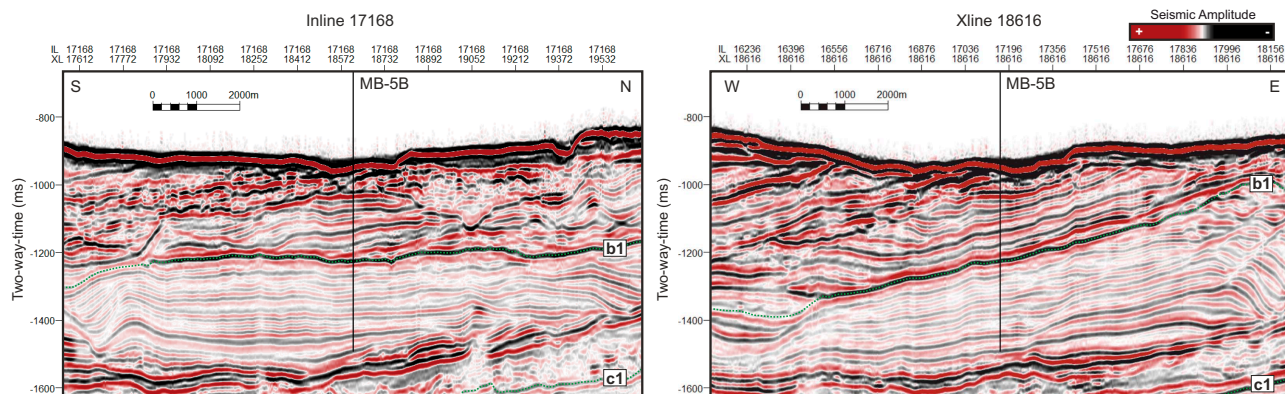 Inline 17168
Xline 18616
Seismic Amplitude
+ -
IL 17168 17168 17168 17168 17168 17168 17168 17168 17168 17168 17168 17168 17168
XL 17612 17772 17932 18092 18252 18412 18572 18732 18892 19052 19212 19372 19532
IL 16236 16396 16556 16716 16876 17036 17196 17356 17516 17676 17836 17996 18156
XL 18616 18616 18616 18616 18616 18616 18616 18616 18616 18616 18616 18616 18616
S MB-5B N
0 1000 2000m
-800
-1000
-1200
-1400
-1600
Two-way-time (ms)
b1
c1
W MB-5B E
0 1000 2000m
-800
-1000
-1200
-1400
-1600
Two-way-time (ms)
b1
c1